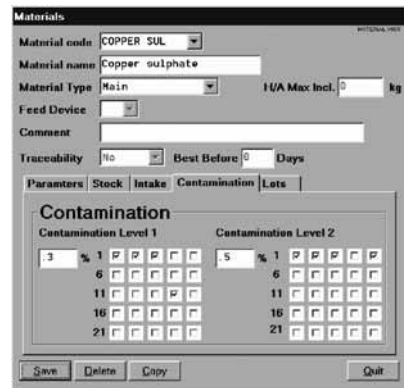 Materials
Material code COPPER SUL
Material name Copper sulphate
Material Type Main H/A Max Incl. 0 kg
Feed Device
Comment
Traceability No Best Before 0 Days
Paramters Stock Intake Contamination Lots
Contamination
Contamination Level 1 Contamination Level 2
.3 % 1 .5 % 1
6 6
11 11
16 16
21 21
Save Delete Copy Quit